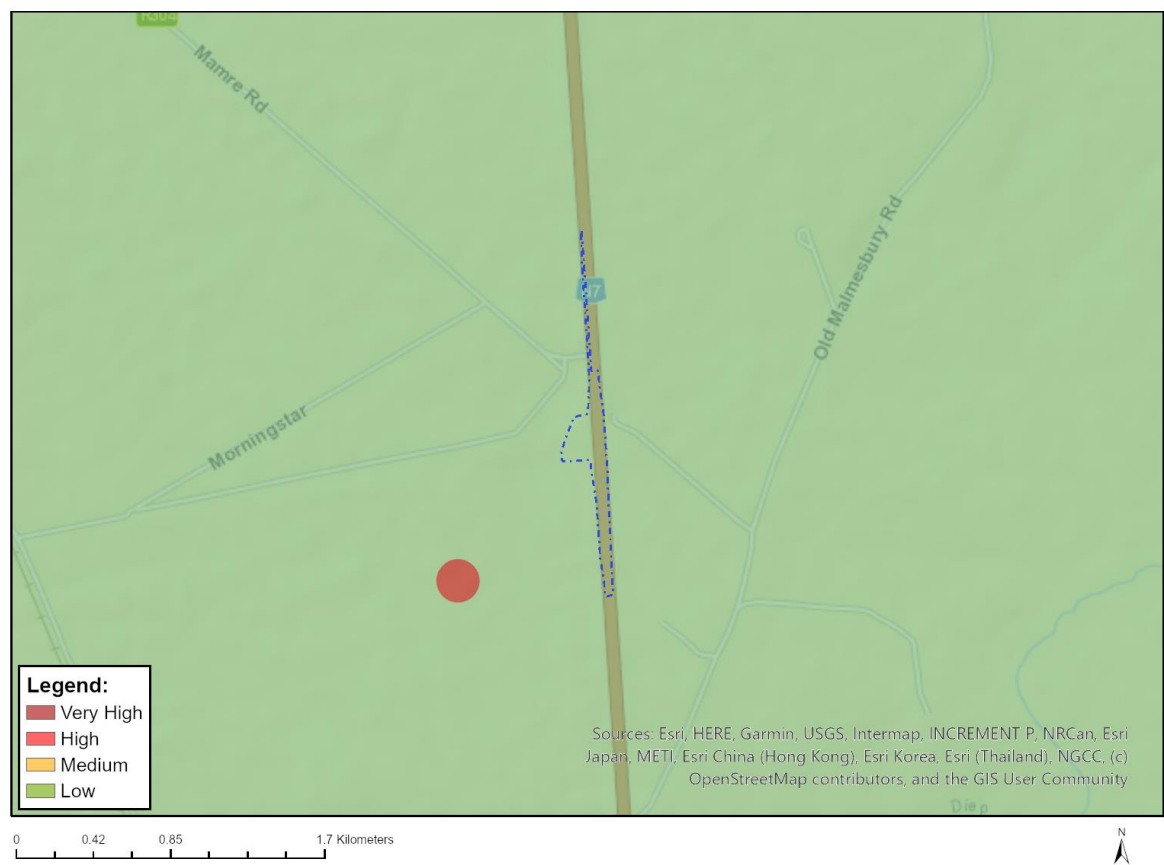 R304
Mamre Rd
Old Malmesbury Rd
Morningstar
Legend:
Very High
High
Medium
Low
Sources: Esri, HERE, Garmin, USGS, Intermap, INCREMENT P, NRCan, Esri
Japan, METI, Esri China (Hong Kong), Esri Korea, Esri (Thailand), NGCC, (c)
OpenStreetMap contributors, and the GIS User Community
Diep
0 0.42 0.85 1.7 Kilometers
N